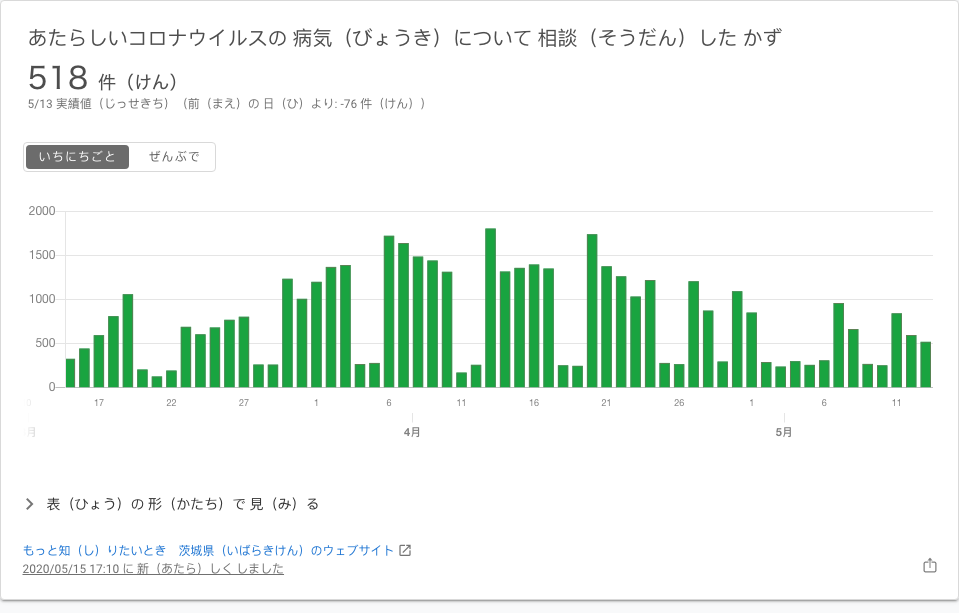 あたらしいコロナウイルスの 病気（びょうき）について 相談（そうだん）した かず
518 件（けん）
5/13 実績値（じっせきち）（前（まえ）の 日（ひ）より: -76 件（けん））
いちにちごと ぜんぶで
2000
1500
1000
500
0
17 22 27 1 6 11 16 21 26 1 6 11
月 4月 5月
表（ひょう）の 形（かたち）で 見（み）る
もっと知（し）りたいとき　茨城県（いばらきけん）のウェブサイト
2020/05/15 17:10 に 新（あたら）しく しました